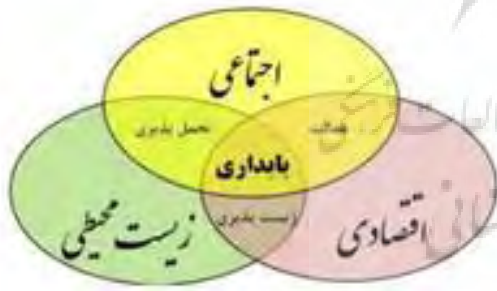 اجتماعی
عدالت
تحمل پذیری
پایداری
زیست پذیری
اقتصادی
زیست محیطی